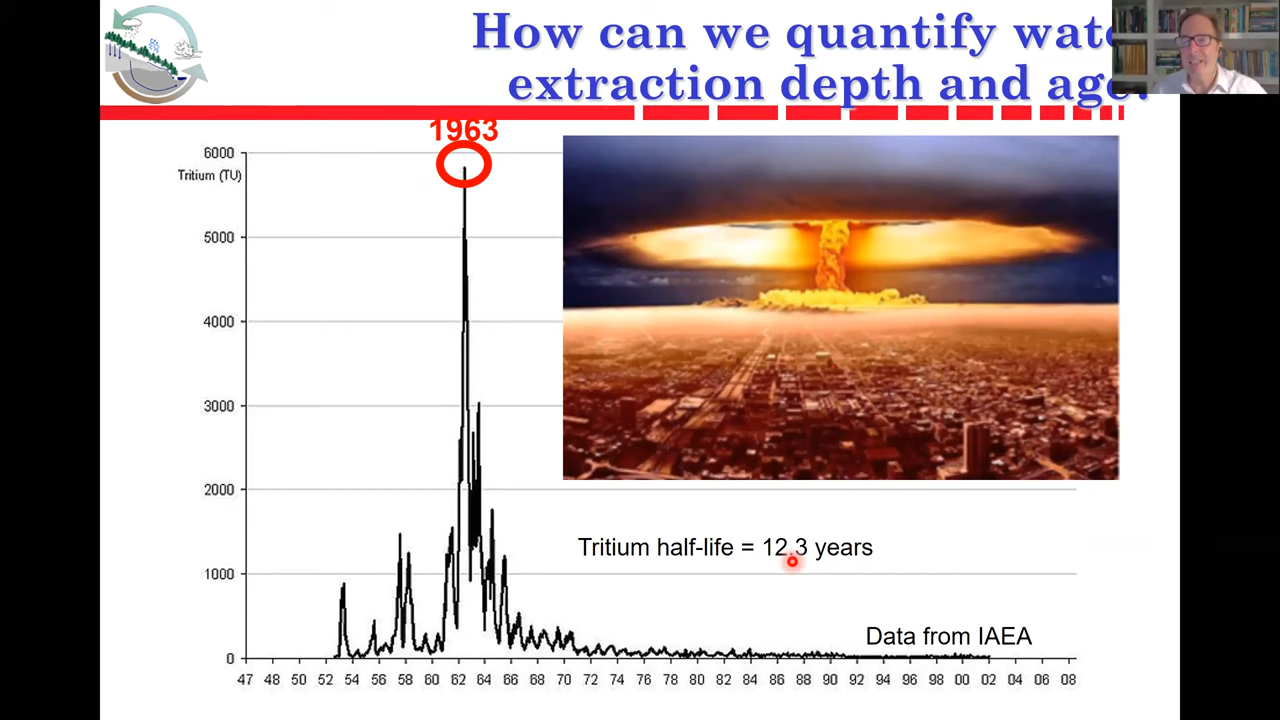 How can we quantify wate
extraction depth and age?
1963
6000
Tritium (TU)
5000
4000
3000
2000
1000
0
Tritium half-life = 12.3 years
Data from IAEA
47 48 50 52 54 56 58 60 62 64 66 68 70 72 74 76 78 80 82 84 86 88 90 92 94 96 98 00 02 04 06 08